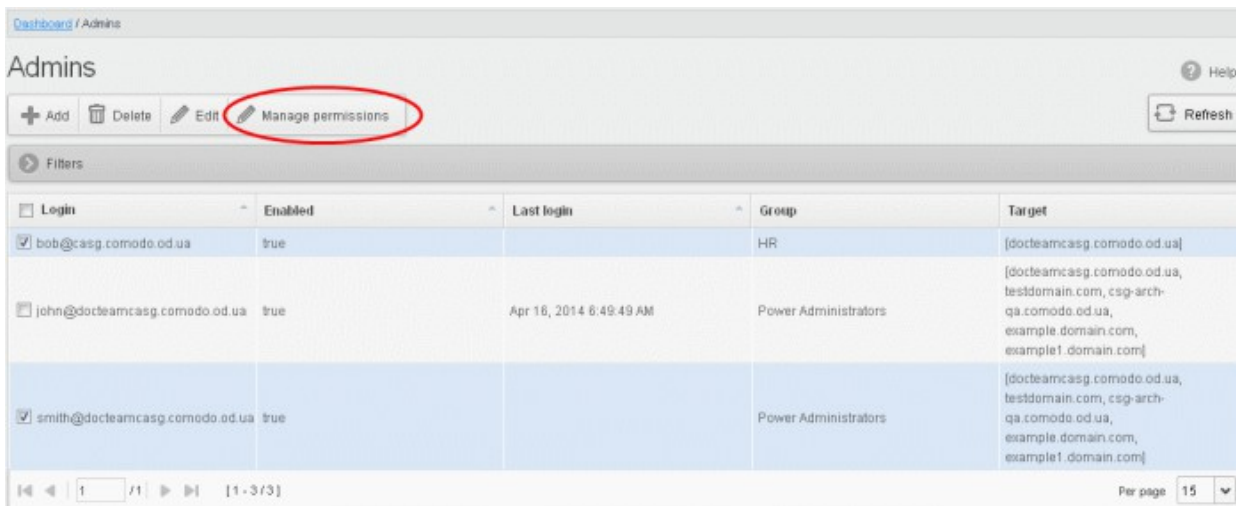 Dashboard / Admins
Admins
Help
Add Delete Edit Manage permissions
Refresh
Filters
Login Enabled Last login Group Target
bob@casg.comodo.od.ua true HR [docteamcasg.comodo.od.ua]
[docteamcasg.comodo.od.ua,
testdomain.com, csg-arch-
john@docteamcasg.comodo.od.ua true Apr 16, 2014 6:49:49 AM Power Administrators qa.comodo.od.ua,
example.domain.com,
example1.domain.com]
[docteamcasg.comodo.od.ua,
testdomain.com, csg-arch-
smith@docteamcasg.comodo.od.ua true Power Administrators qa.comodo.od.ua,
example.domain.com,
example1.domain.com]
1 /1 [1-3/3] Per page 15